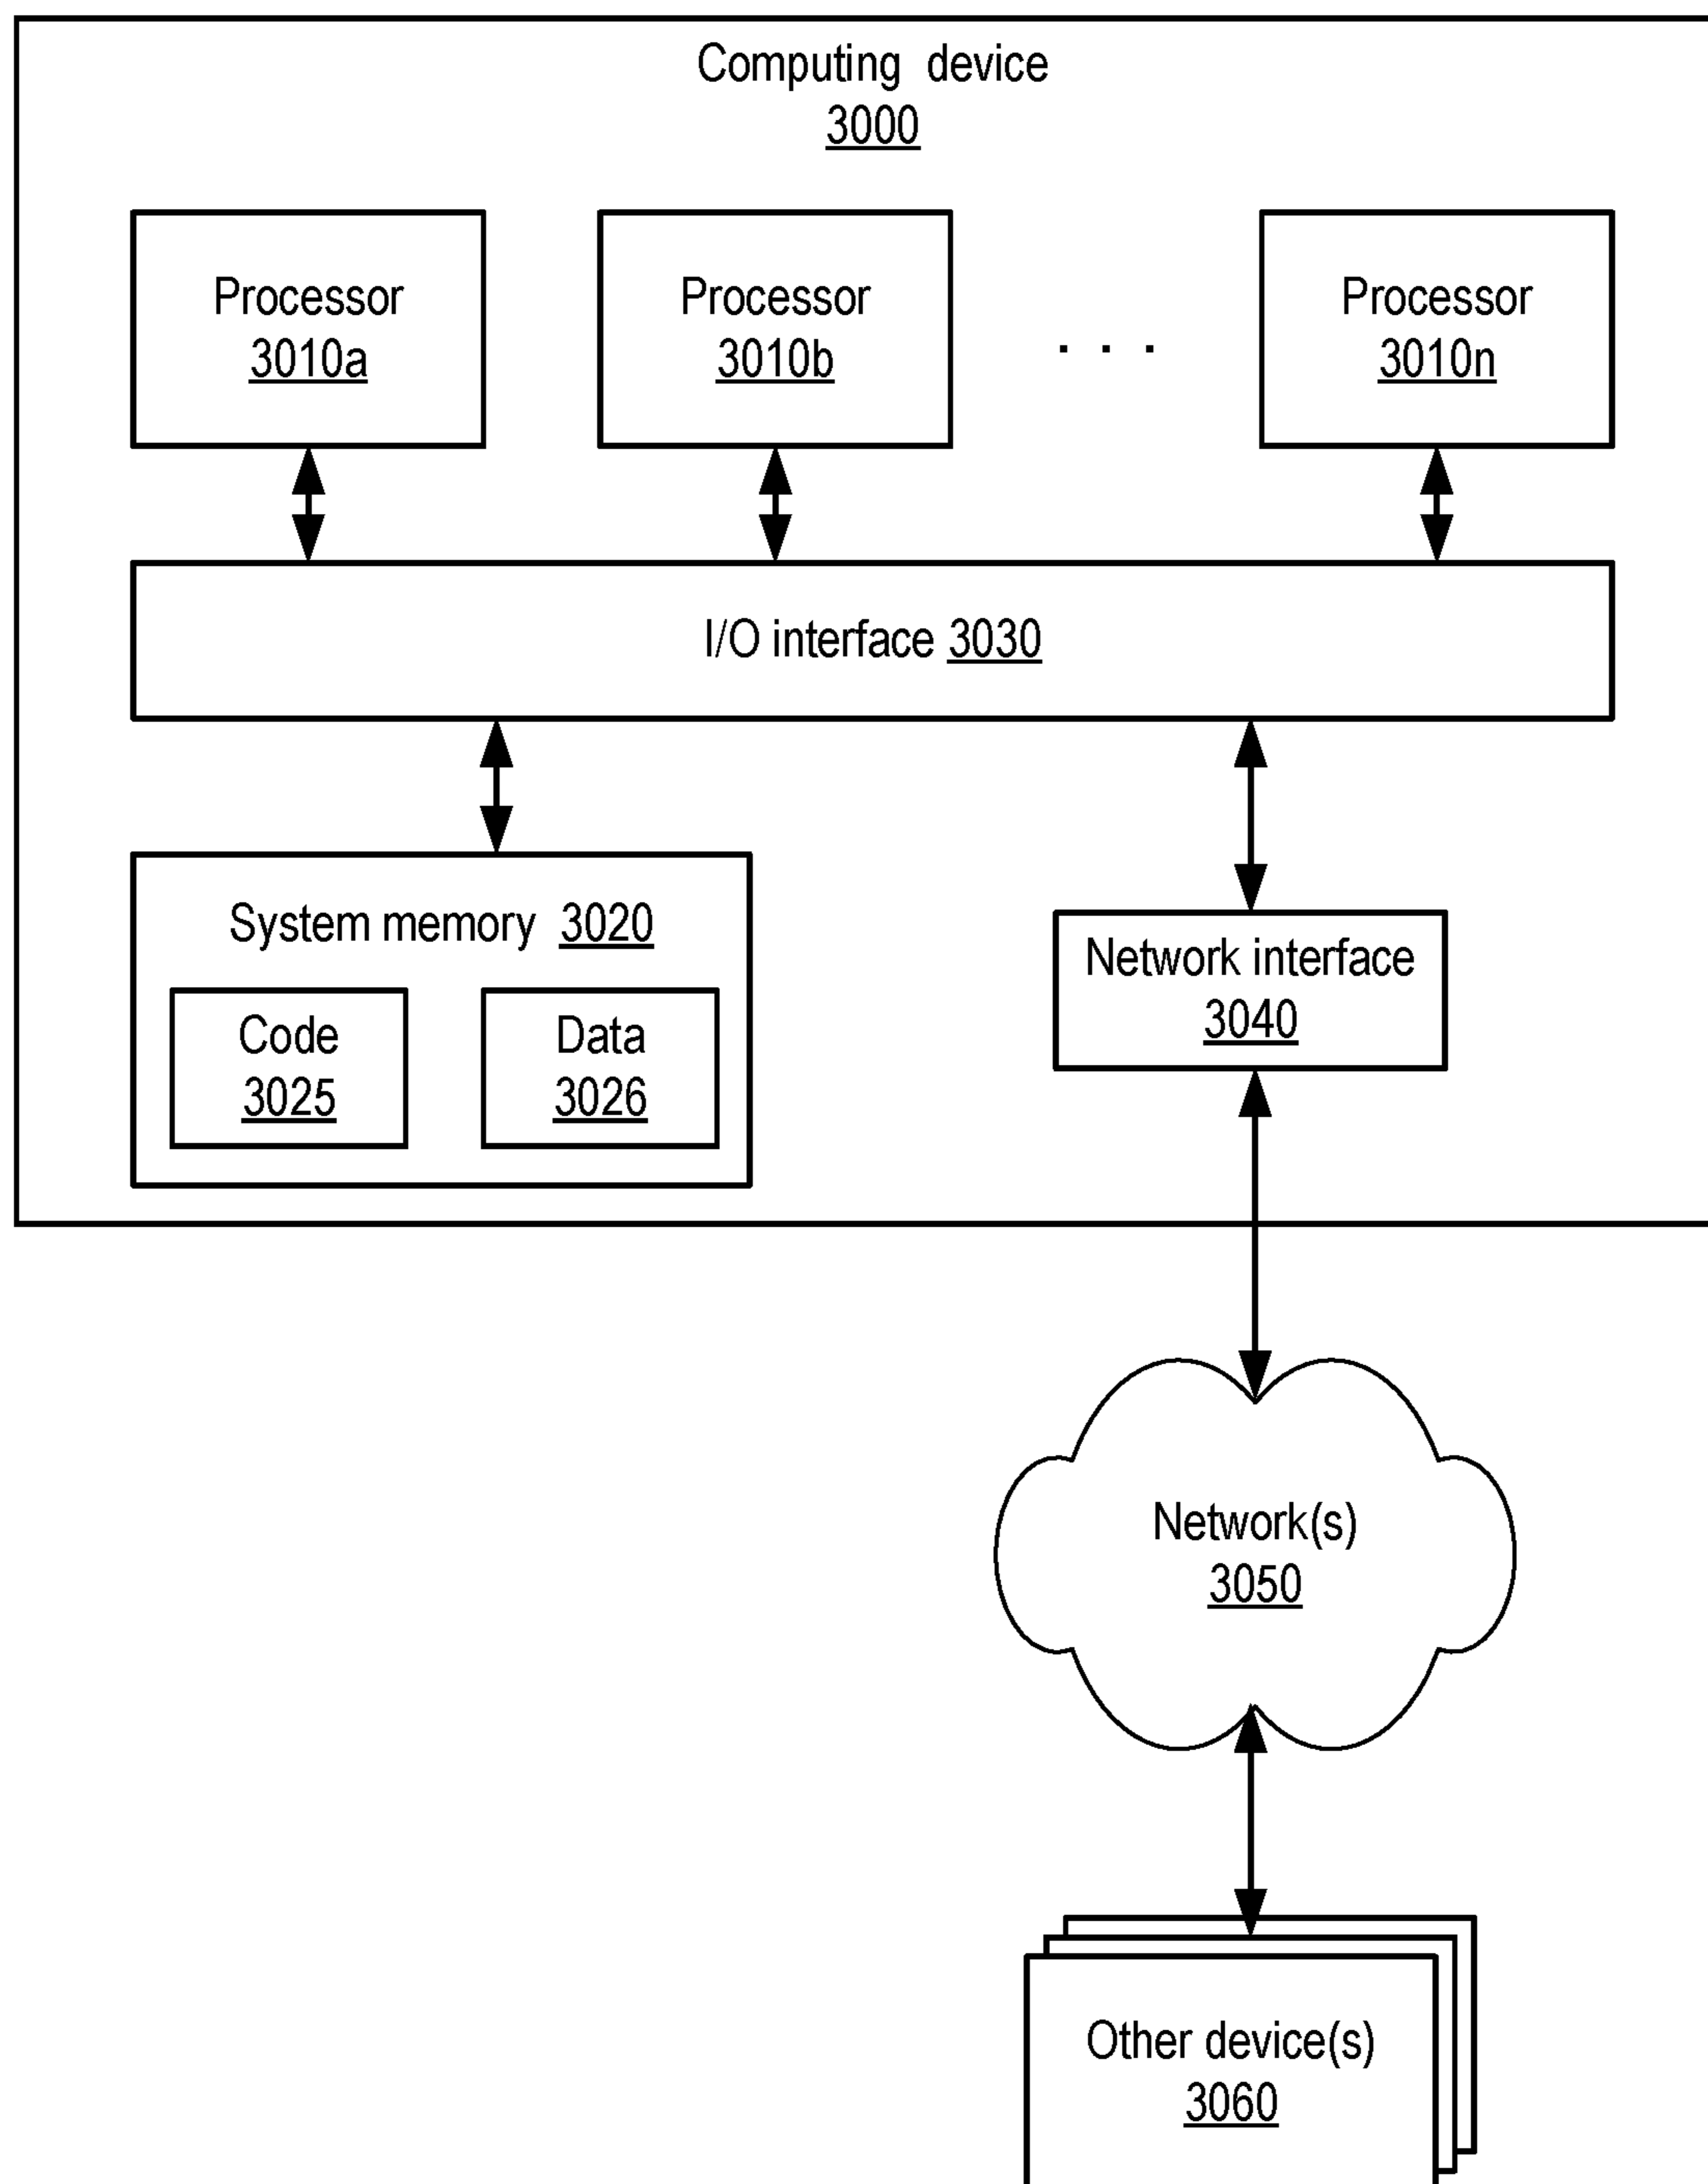 Computing device
3000
Processor
3010a
Processor
3010b
. . .
Processor
3010n
I/O interface 3030
System memory 3020
Code
3025
Data
3026
Network interface
3040
Network(s)
3050
Other device(s)
3060